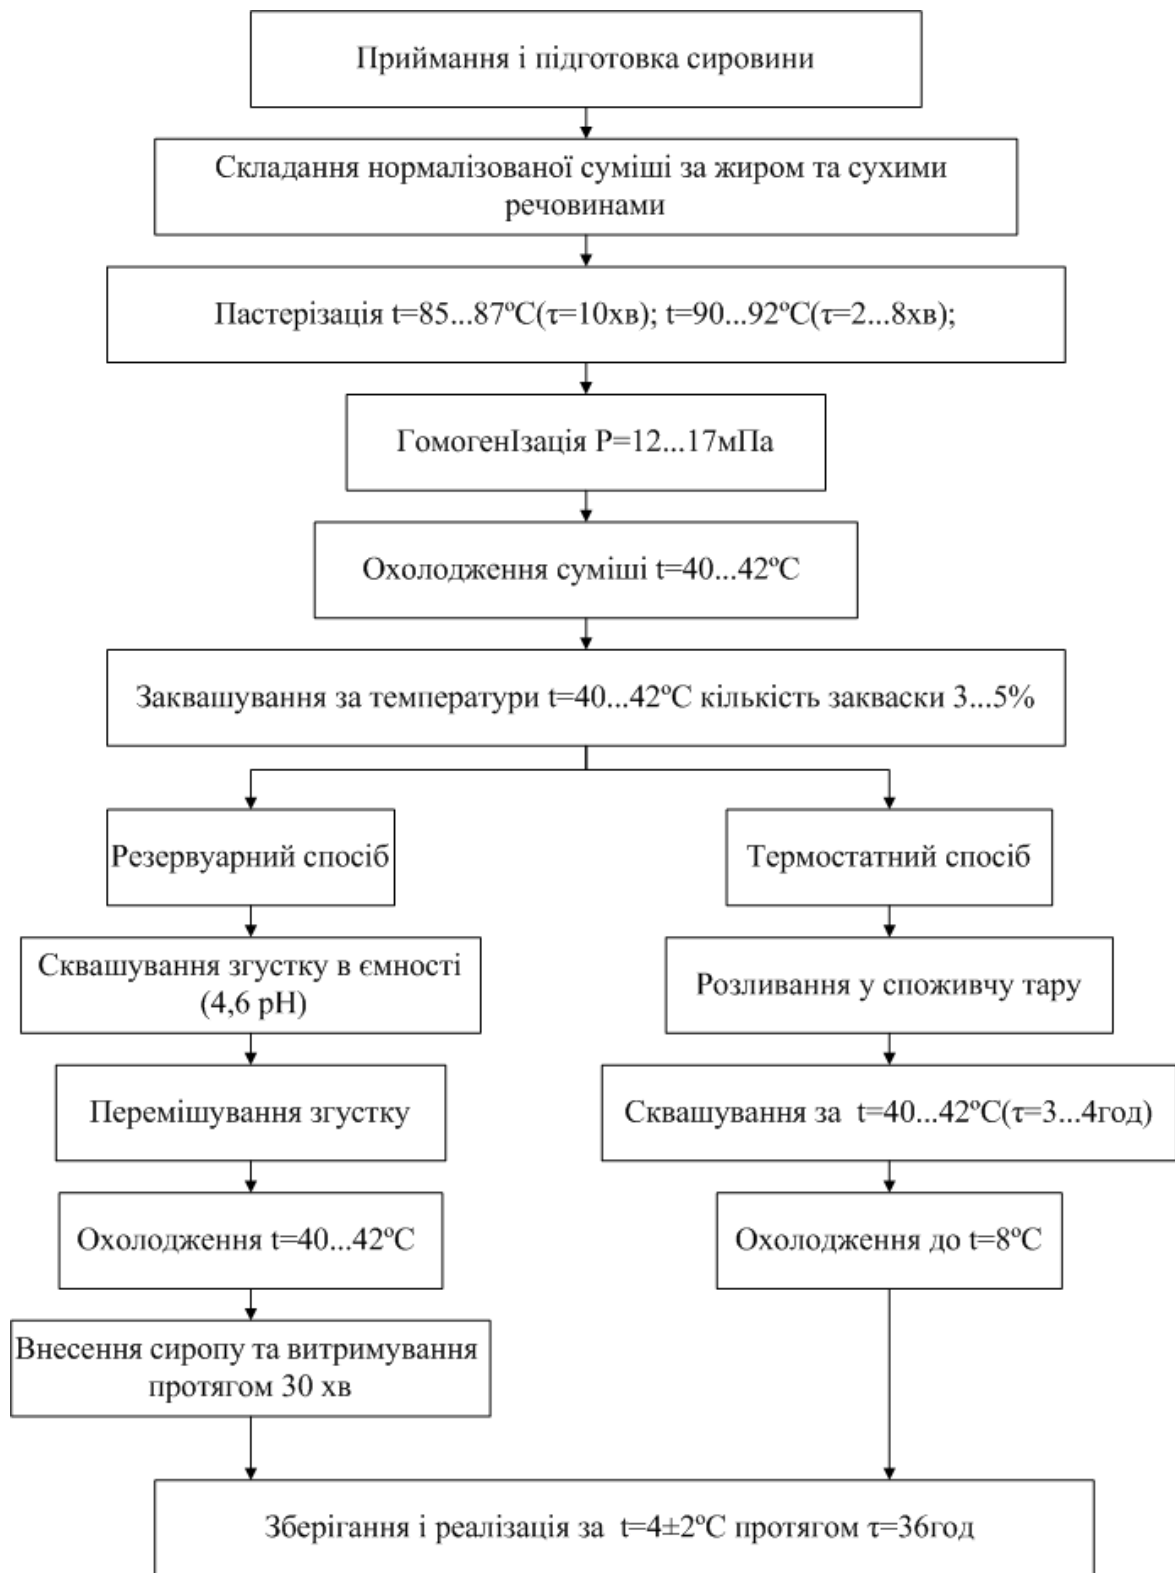 Приймання і підготовка сировини
Складання нормалізованої суміші за жиром та сухими
речовинами
Пастерізація t=85...87ºC(τ=10хв); t=90...92ºC(τ=2...8хв);
ГомогенІзація P=12...17мПа
Охолодження суміші t=40...42ºC
Заквашування за температури t=40...42ºC кількість закваски 3...5%
Резервуарний спосіб
Термостатний спосіб
Сквашування згустку в ємності
(4,6 pH)
Розливання у споживчу тару
Перемішування згустку
Сквашування за t=40...42ºC(τ=3...4год)
Охолодження t=40...42ºC
Охолодження до t=8ºC
Внесення сиропу та витримування
протягом 30 хв
Зберігання і реалізація за t=4±2ºC протягом τ=36год